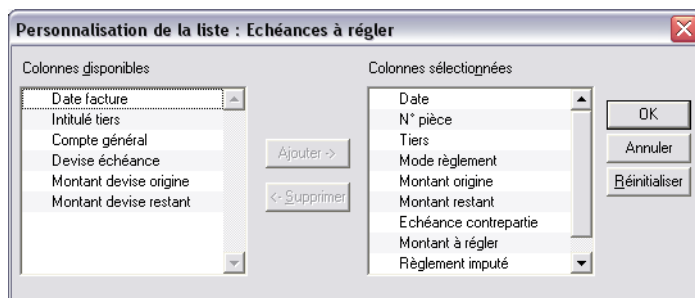 Personnalisation de la liste : Echéances à régler
Colonnes disponibles
Date facture
Intitulé tiers
Compte général
Devise échéance
Montant devise origine
Montant devise restant
Ajouter ->
<- Supprimer
Colonnes sélectionnées
Date
N° pièce
Tiers
Mode règlement
Montant origine
Montant restant
Echéance contrepartie
Montant à régler
Règlement imputé
OK
Annuler
Réinitialiser